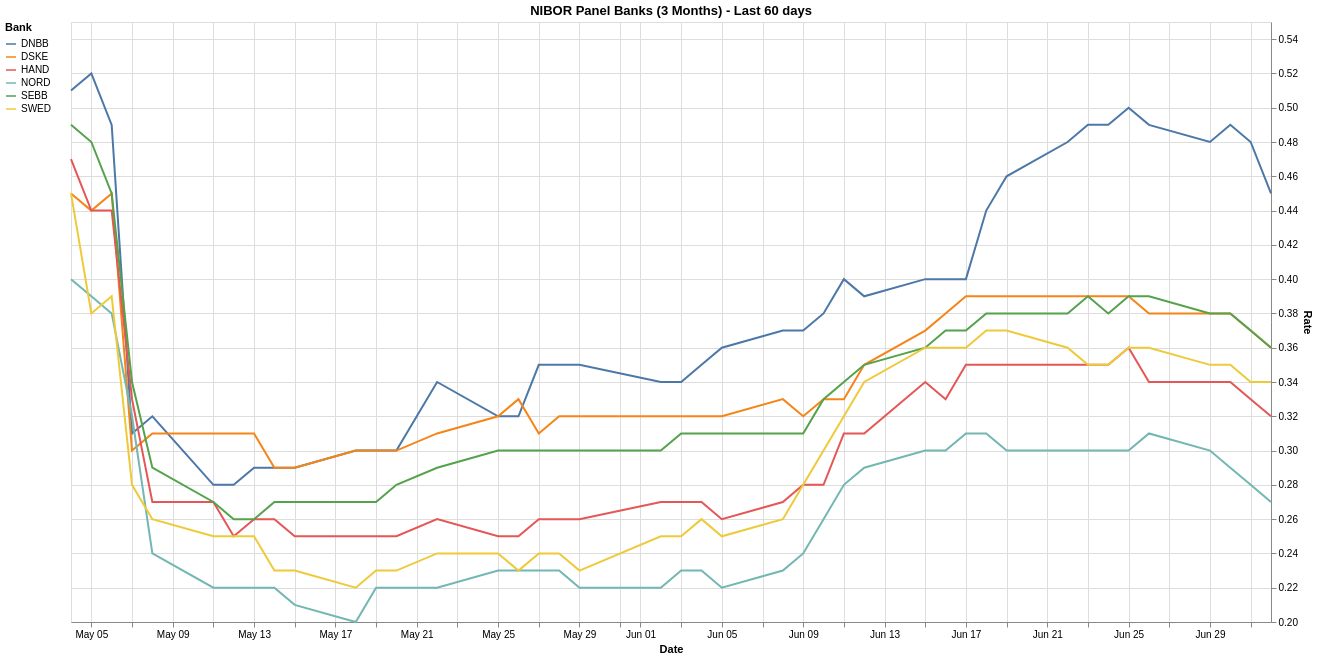 NIBOR Panel Banks (3 Months) - Last 60 days
Bank
DNBB
DSKE
HAND
NORD
SEBB
SWED
0.54
0.52
0.50
0.48
0.46
0.44
0.42
0.40
0.38
0.36
0.34
0.32
0.30
0.28
0.26
0.24
0.22
0.20
Rate
May 05 May 09 May 13 May 17 May 21 May 25 May 29 Jun 01 Jun 05 Jun 09 Jun 13 Jun 17 Jun 21 Jun 25 Jun 29
Date